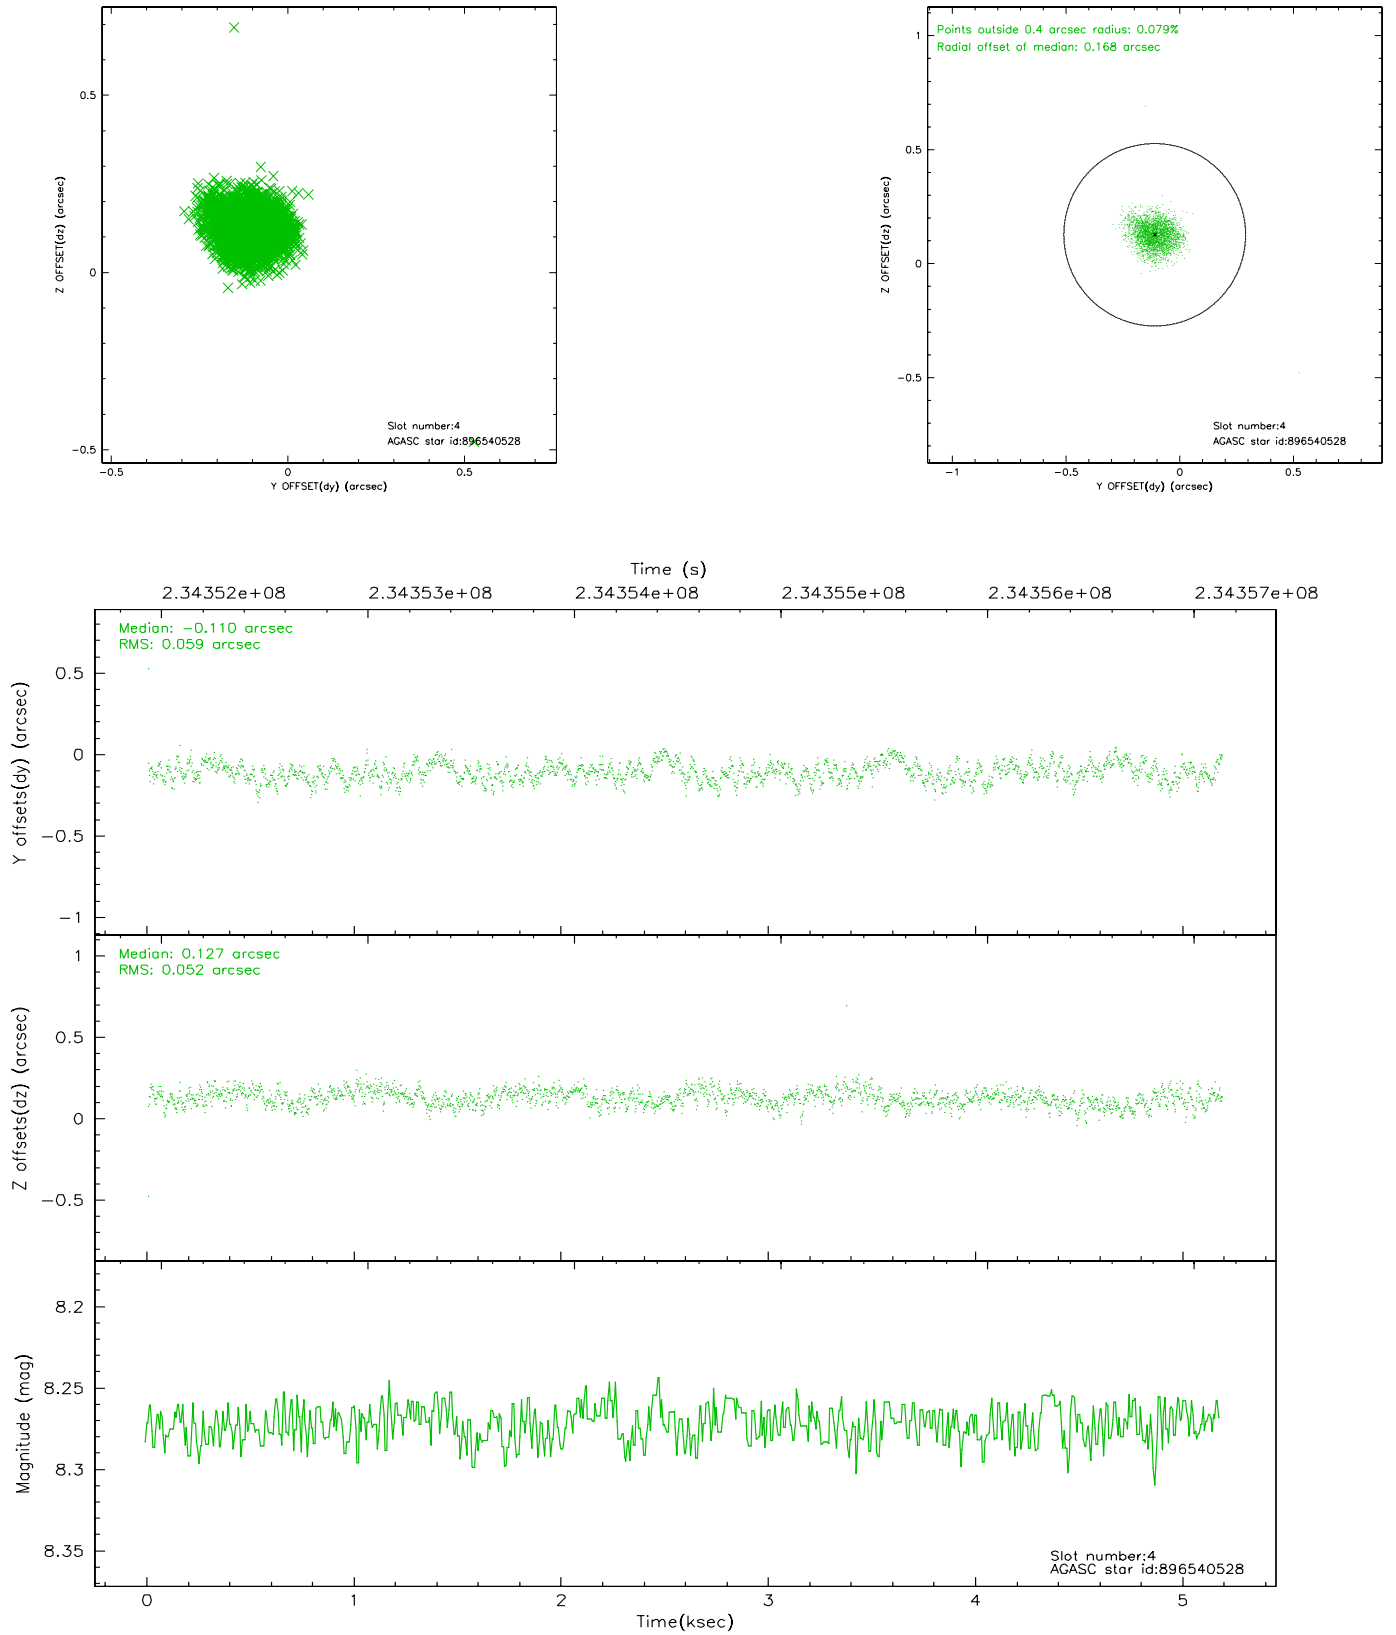 0.5
0
−0.5
Z OFFSET(dz) (arcsec)
Slot number:4
AGASC star id:896540528
−0.5
0
0.5
Y OFFSET(dy) (arcsec)
Points outside 0.4 arcsec radius: 0.079%
Radial offset of median: 0.168 arcsec
1
0.5
0
−0.5
Z OFFSET(dz) (arcsec)
Slot number:4
AGASC star id:896540528
−1
−0.5
0
0.5
Y OFFSET(dy) (arcsec)
Time (s)
2.34352e+08
2.34353e+08
2.34354e+08
2.34355e+08
2.34356e+08
2.34357e+08
Median: −0.110 arcsec
RMS: 0.059 arcsec
0.5
0
−0.5
−1
Y offsets(dy) (arcsec)
Median: 0.127 arcsec
RMS: 0.052 arcsec
1
0.5
0
−0.5
Z offsets(dz) (arcsec)
8.2
8.25
8.3
8.35
Magnitude (mag)
Slot number:4
AGASC star id:896540528
0
1
2
3
4
5
Time(ksec)